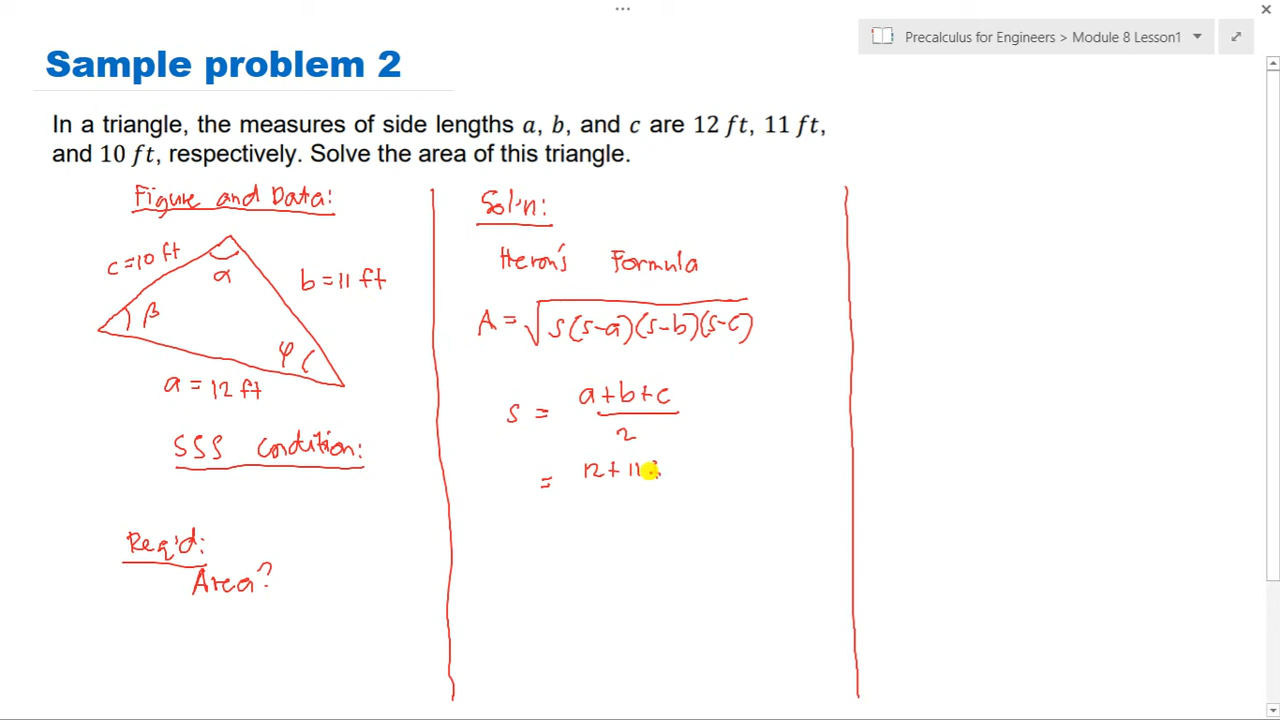 Precalculus for Engineers > Module 8 Lesson1
Sample problem 2
In a triangle, the measures of side lengths 𝑎, 𝑏, and 𝑐 are 12 𝑓𝑡, 11 𝑓𝑡,
and 10 𝑓𝑡, respectively. Solve the area of this triangle.
Figure and Data:
c=10 ft
α
b=11 ft
β
φ
a = 12 ft
SSS Condition:
Req'd:
Area?
Sol'n:
Heron's Formula
A = √s(s-a)(s-b)(s-c)
s = a+b+c
2
= 12 + 11